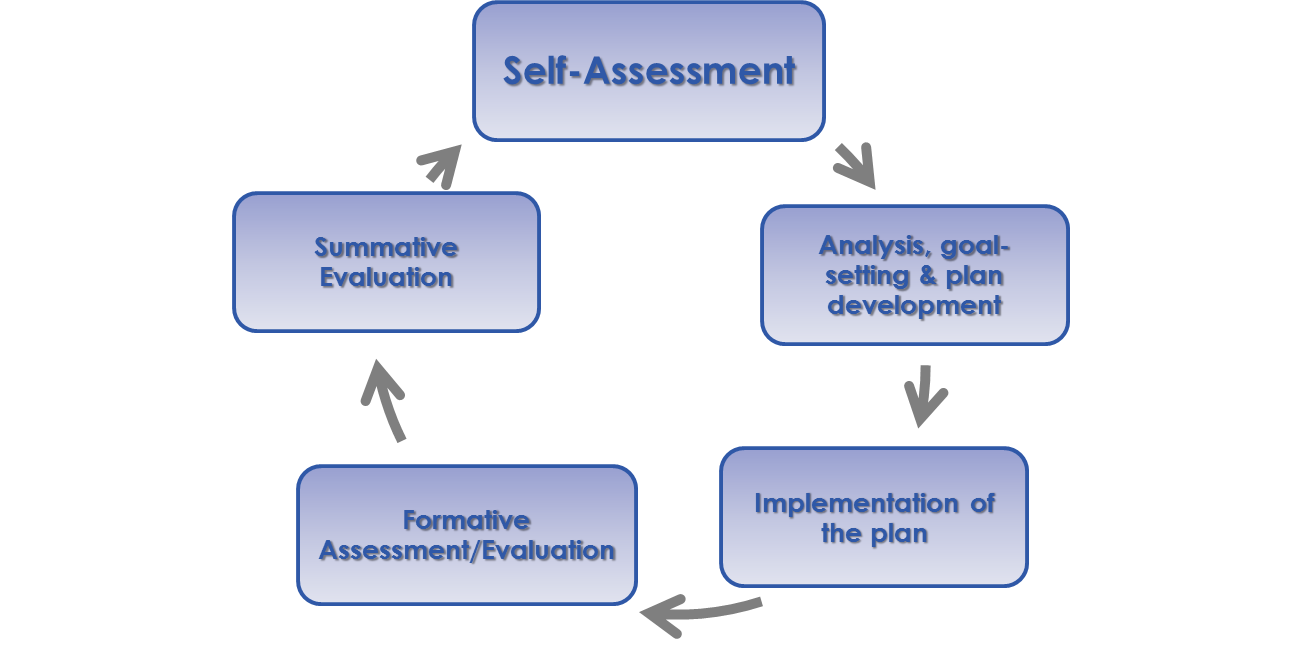 Self-Assessment
Analysis, goal-
setting & plan
development
Implementation of
the plan
Formative
Assessment/Evaluation
Summative
Evaluation